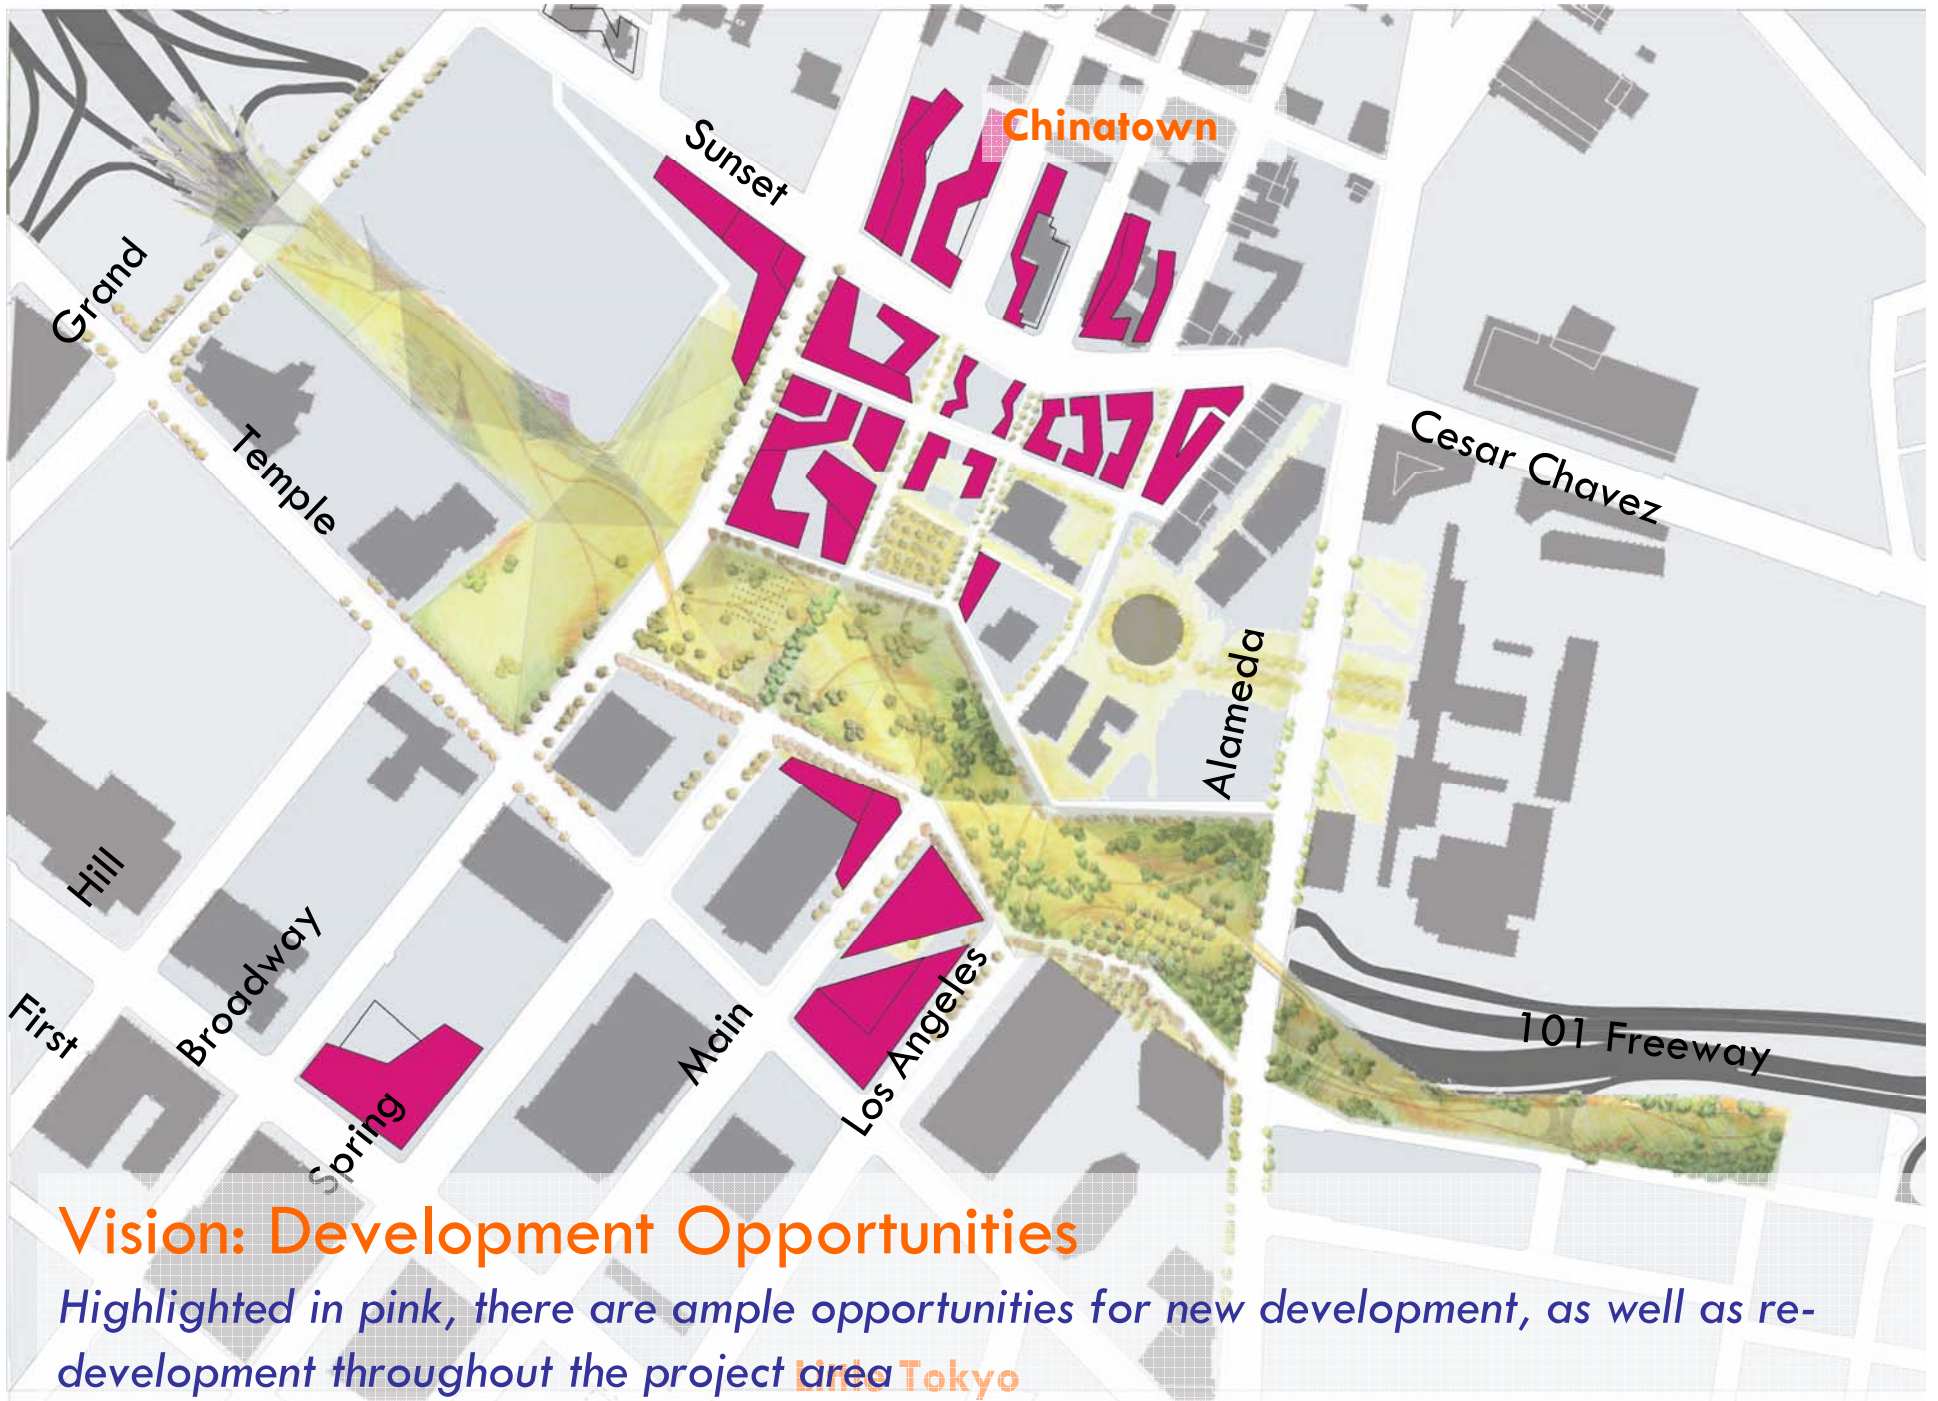 Chinatown
Sunset
Grand
Temple
Cesar Chavez
Alameda
Hill
Broadway
First
Main
Los Angeles
Spring
101 Freeway
Vision: Development Opportunities
Highlighted in pink, there are ample opportunities for new development, as well as re-
development throughout the project area
Little Tokyo